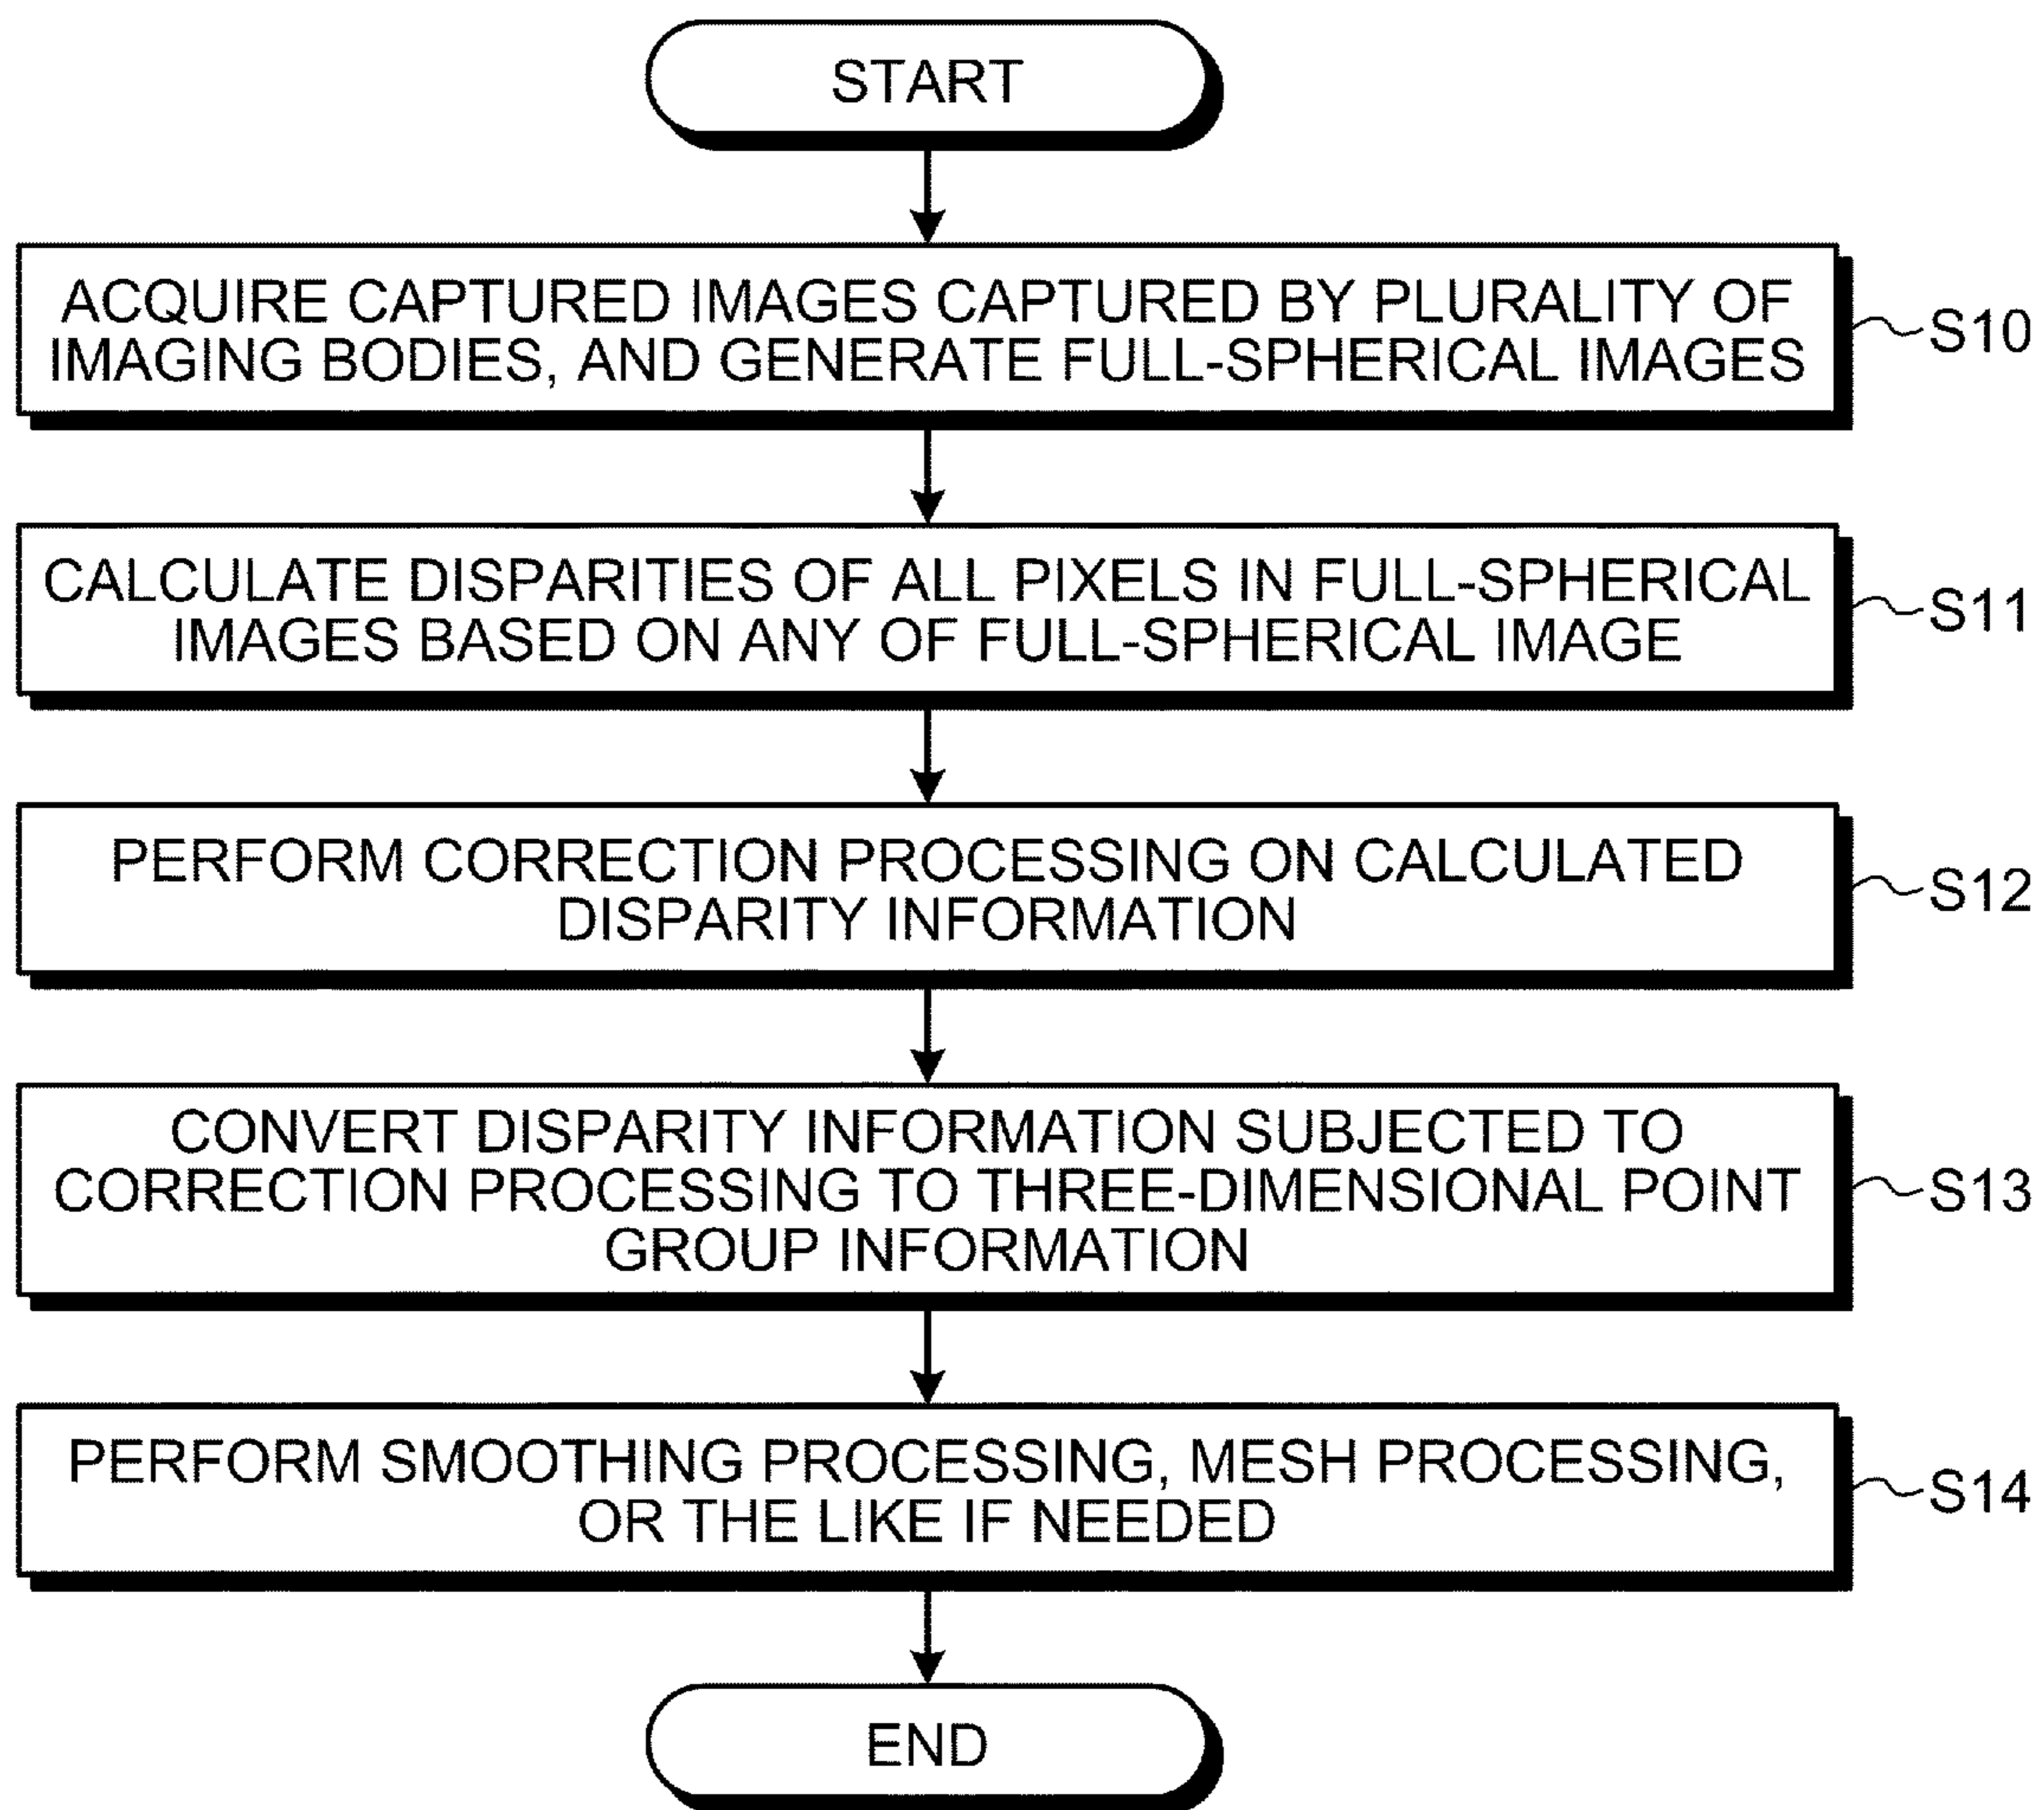 START
ACQUIRE CAPTURED IMAGES CAPTURED BY PLURALITY OF
IMAGING BODIES, AND GENERATE FULL-SPHERICAL IMAGES
S10
CALCULATE DISPARITIES OF ALL PIXELS IN FULL-SPHERICAL
IMAGES BASED ON ANY OF FULL-SPHERICAL IMAGE
S11
PERFORM CORRECTION PROCESSING ON CALCULATED
DISPARITY INFORMATION
S12
CONVERT DISPARITY INFORMATION SUBJECTED TO
CORRECTION PROCESSING TO THREE-DIMENSIONAL POINT
GROUP INFORMATION
S13
PERFORM SMOOTHING PROCESSING, MESH PROCESSING,
OR THE LIKE IF NEEDED
S14
END